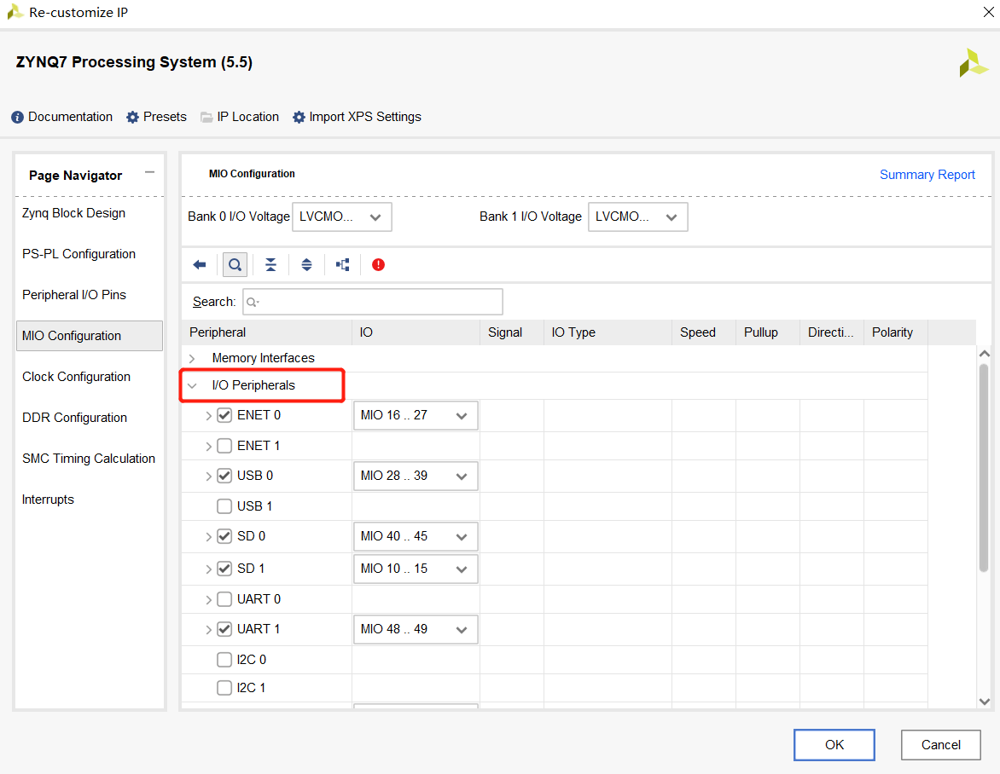 Re-customize IP
ZYNQ7 Processing System (5.5)
Documentation Presets IP Location Import XPS Settings
Page Navigator
Zynq Block Design
PS-PL Configuration
Peripheral I/O Pins
MIO Configuration
Clock Configuration
DDR Configuration
SMC Timing Calculation
Interrupts
MIO Configuration Summary Report
Bank 0 I/O Voltage LVCMO... Bank 1 I/O Voltage LVCMO...
Search:
Peripheral IO Signal IO Type Speed Pullup Directi... Polarity
Memory Interfaces
I/O Peripherals
ENET 0 MIO 16 .. 27
ENET 1
USB 0 MIO 28 .. 39
USB 1
SD 0 MIO 40 .. 45
SD 1 MIO 10 .. 15
UART 0
UART 1 MIO 48 .. 49
I2C 0
I2C 1
OK Cancel